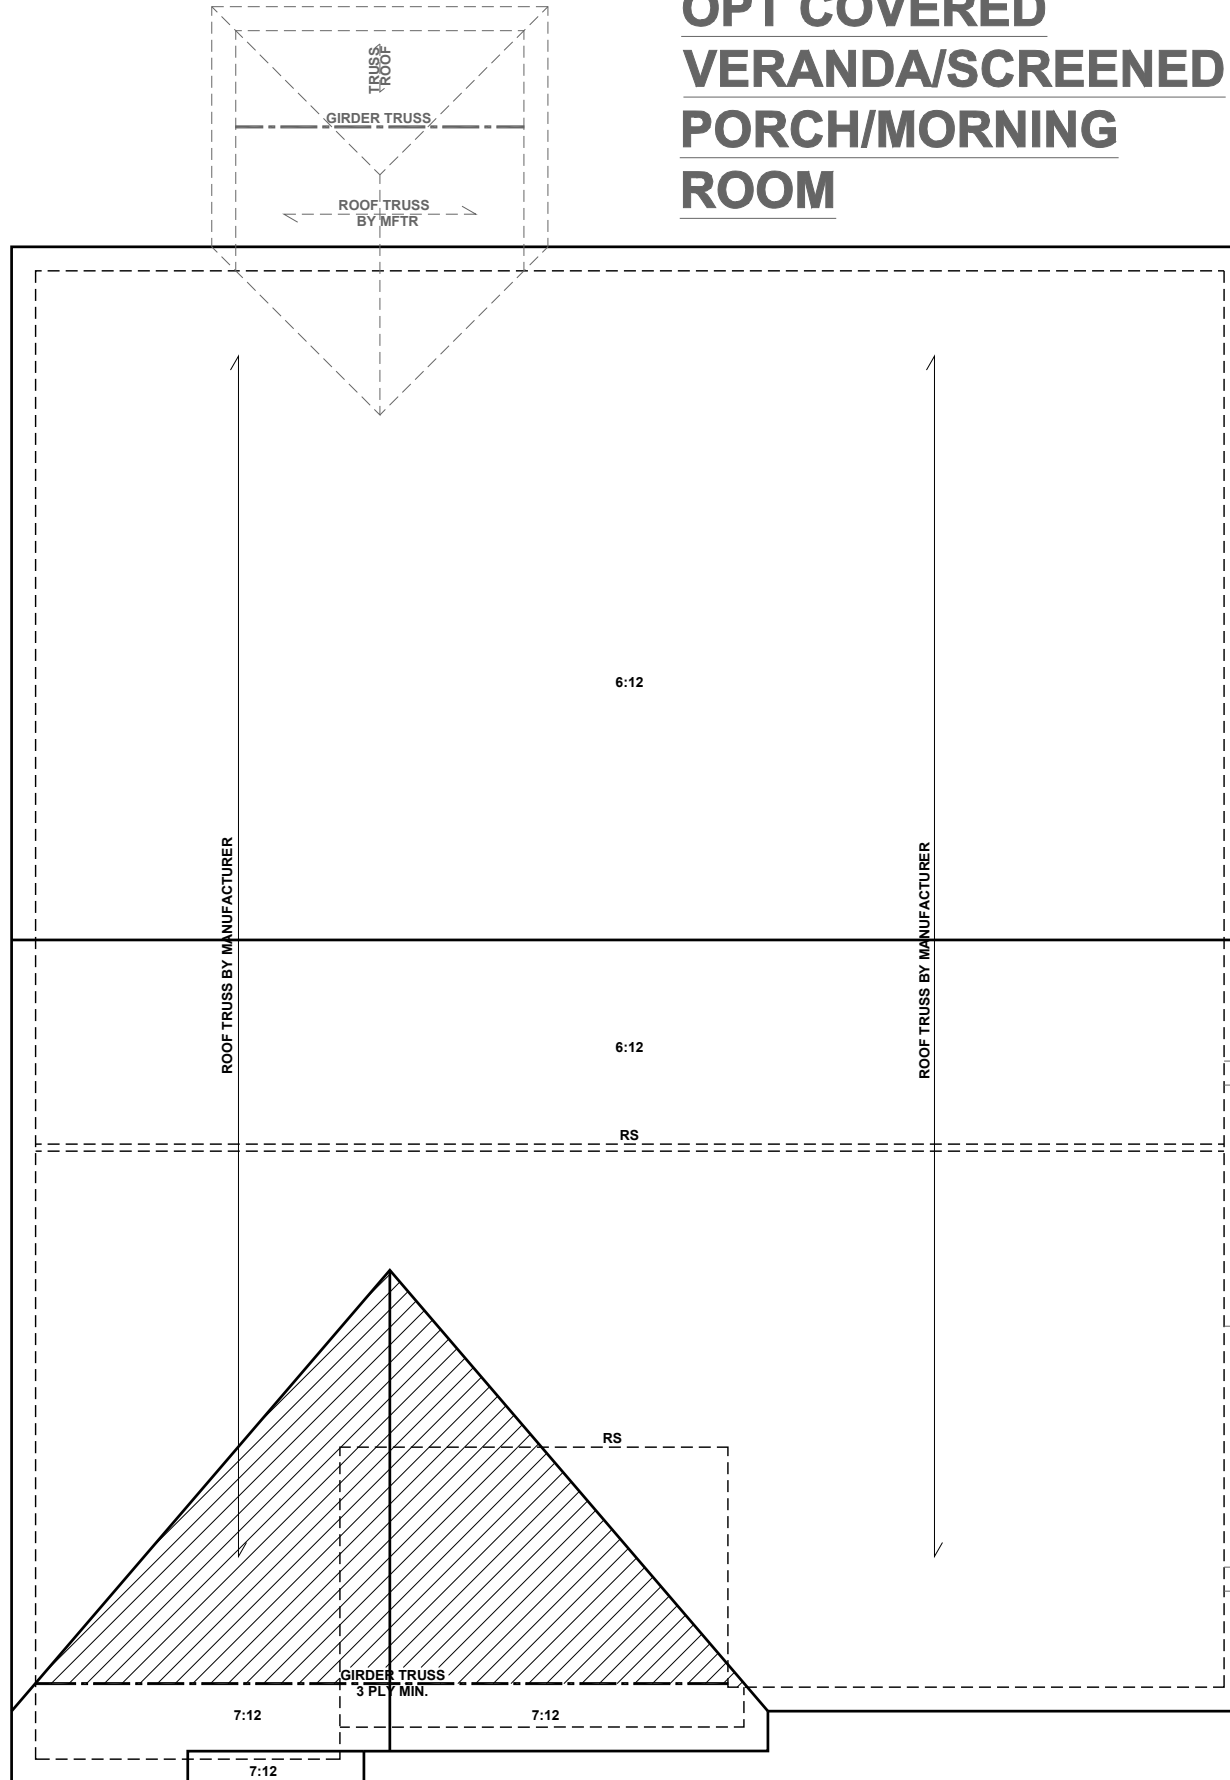 OPT COVERED
VERANDA/SCREENED
PORCH/MORNING
ROOM
TRUSS
ROOF
GIRDER TRUSS
ROOF TRUSS
BY MFTR
6:12
ROOF TRUSS BY MANUFACTURER
ROOF TRUSS BY MANUFACTURER
6:12
RS
RS
GIRDER TRUSS
3 PLY MIN.
7:12
7:12
7:12